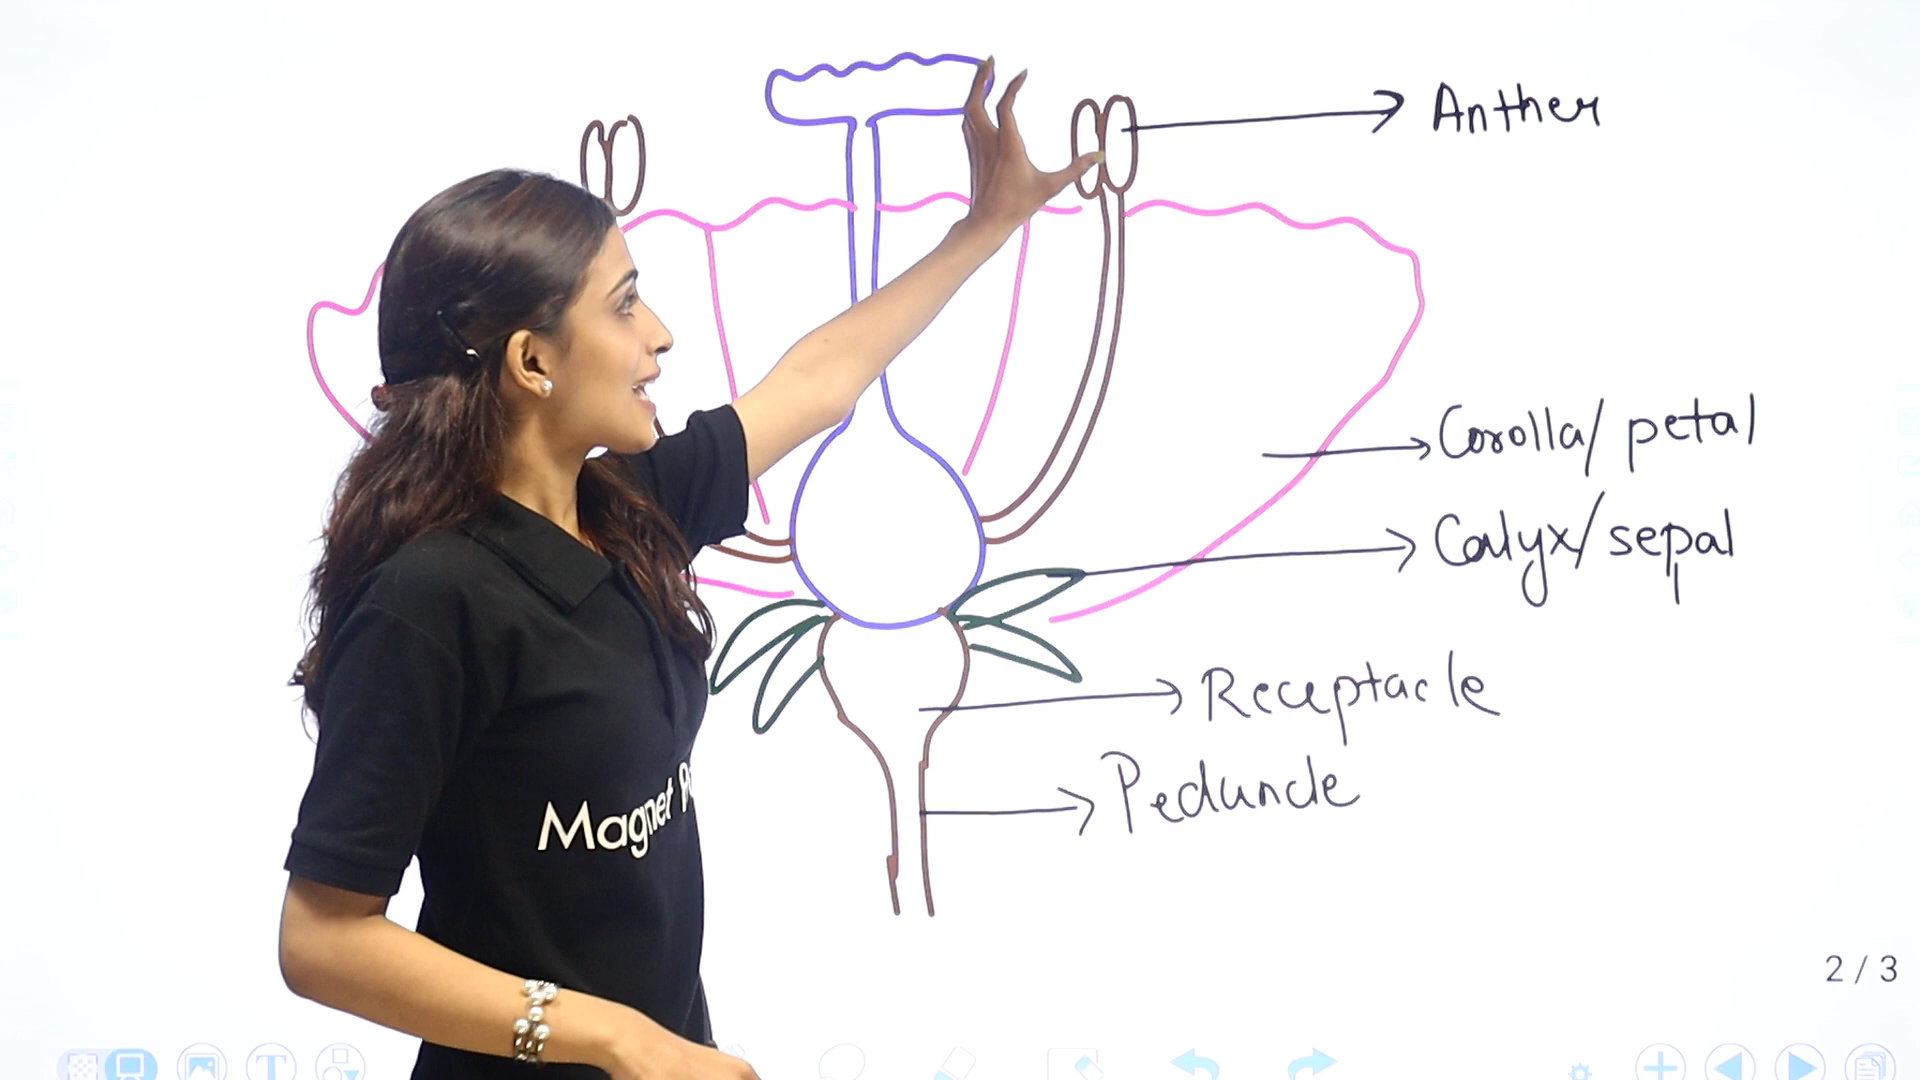 Anther
Corolla/ petal
Calyx/sepal
Receptacle
Peduncle
Magnet
2 / 3
T